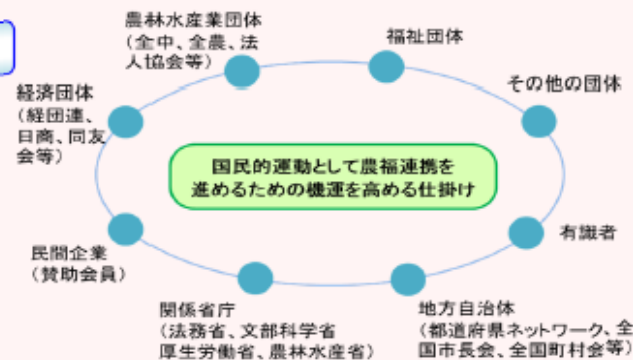 農林水産業団体
（全中、全農、法
人協会等）
福祉団体
その他の団体
経済団体
（経団連、
日商、同友
会等）
国民的運動として農福連携を
進めるための機運を高める仕掛け
有識者
民間企業
（賛助会員）
関係省庁
（法務省、文部科学省
厚生労働省、農林水産省）
地方自治体
（都道府県ネットワーク、全
国市長会、全国町村会等）